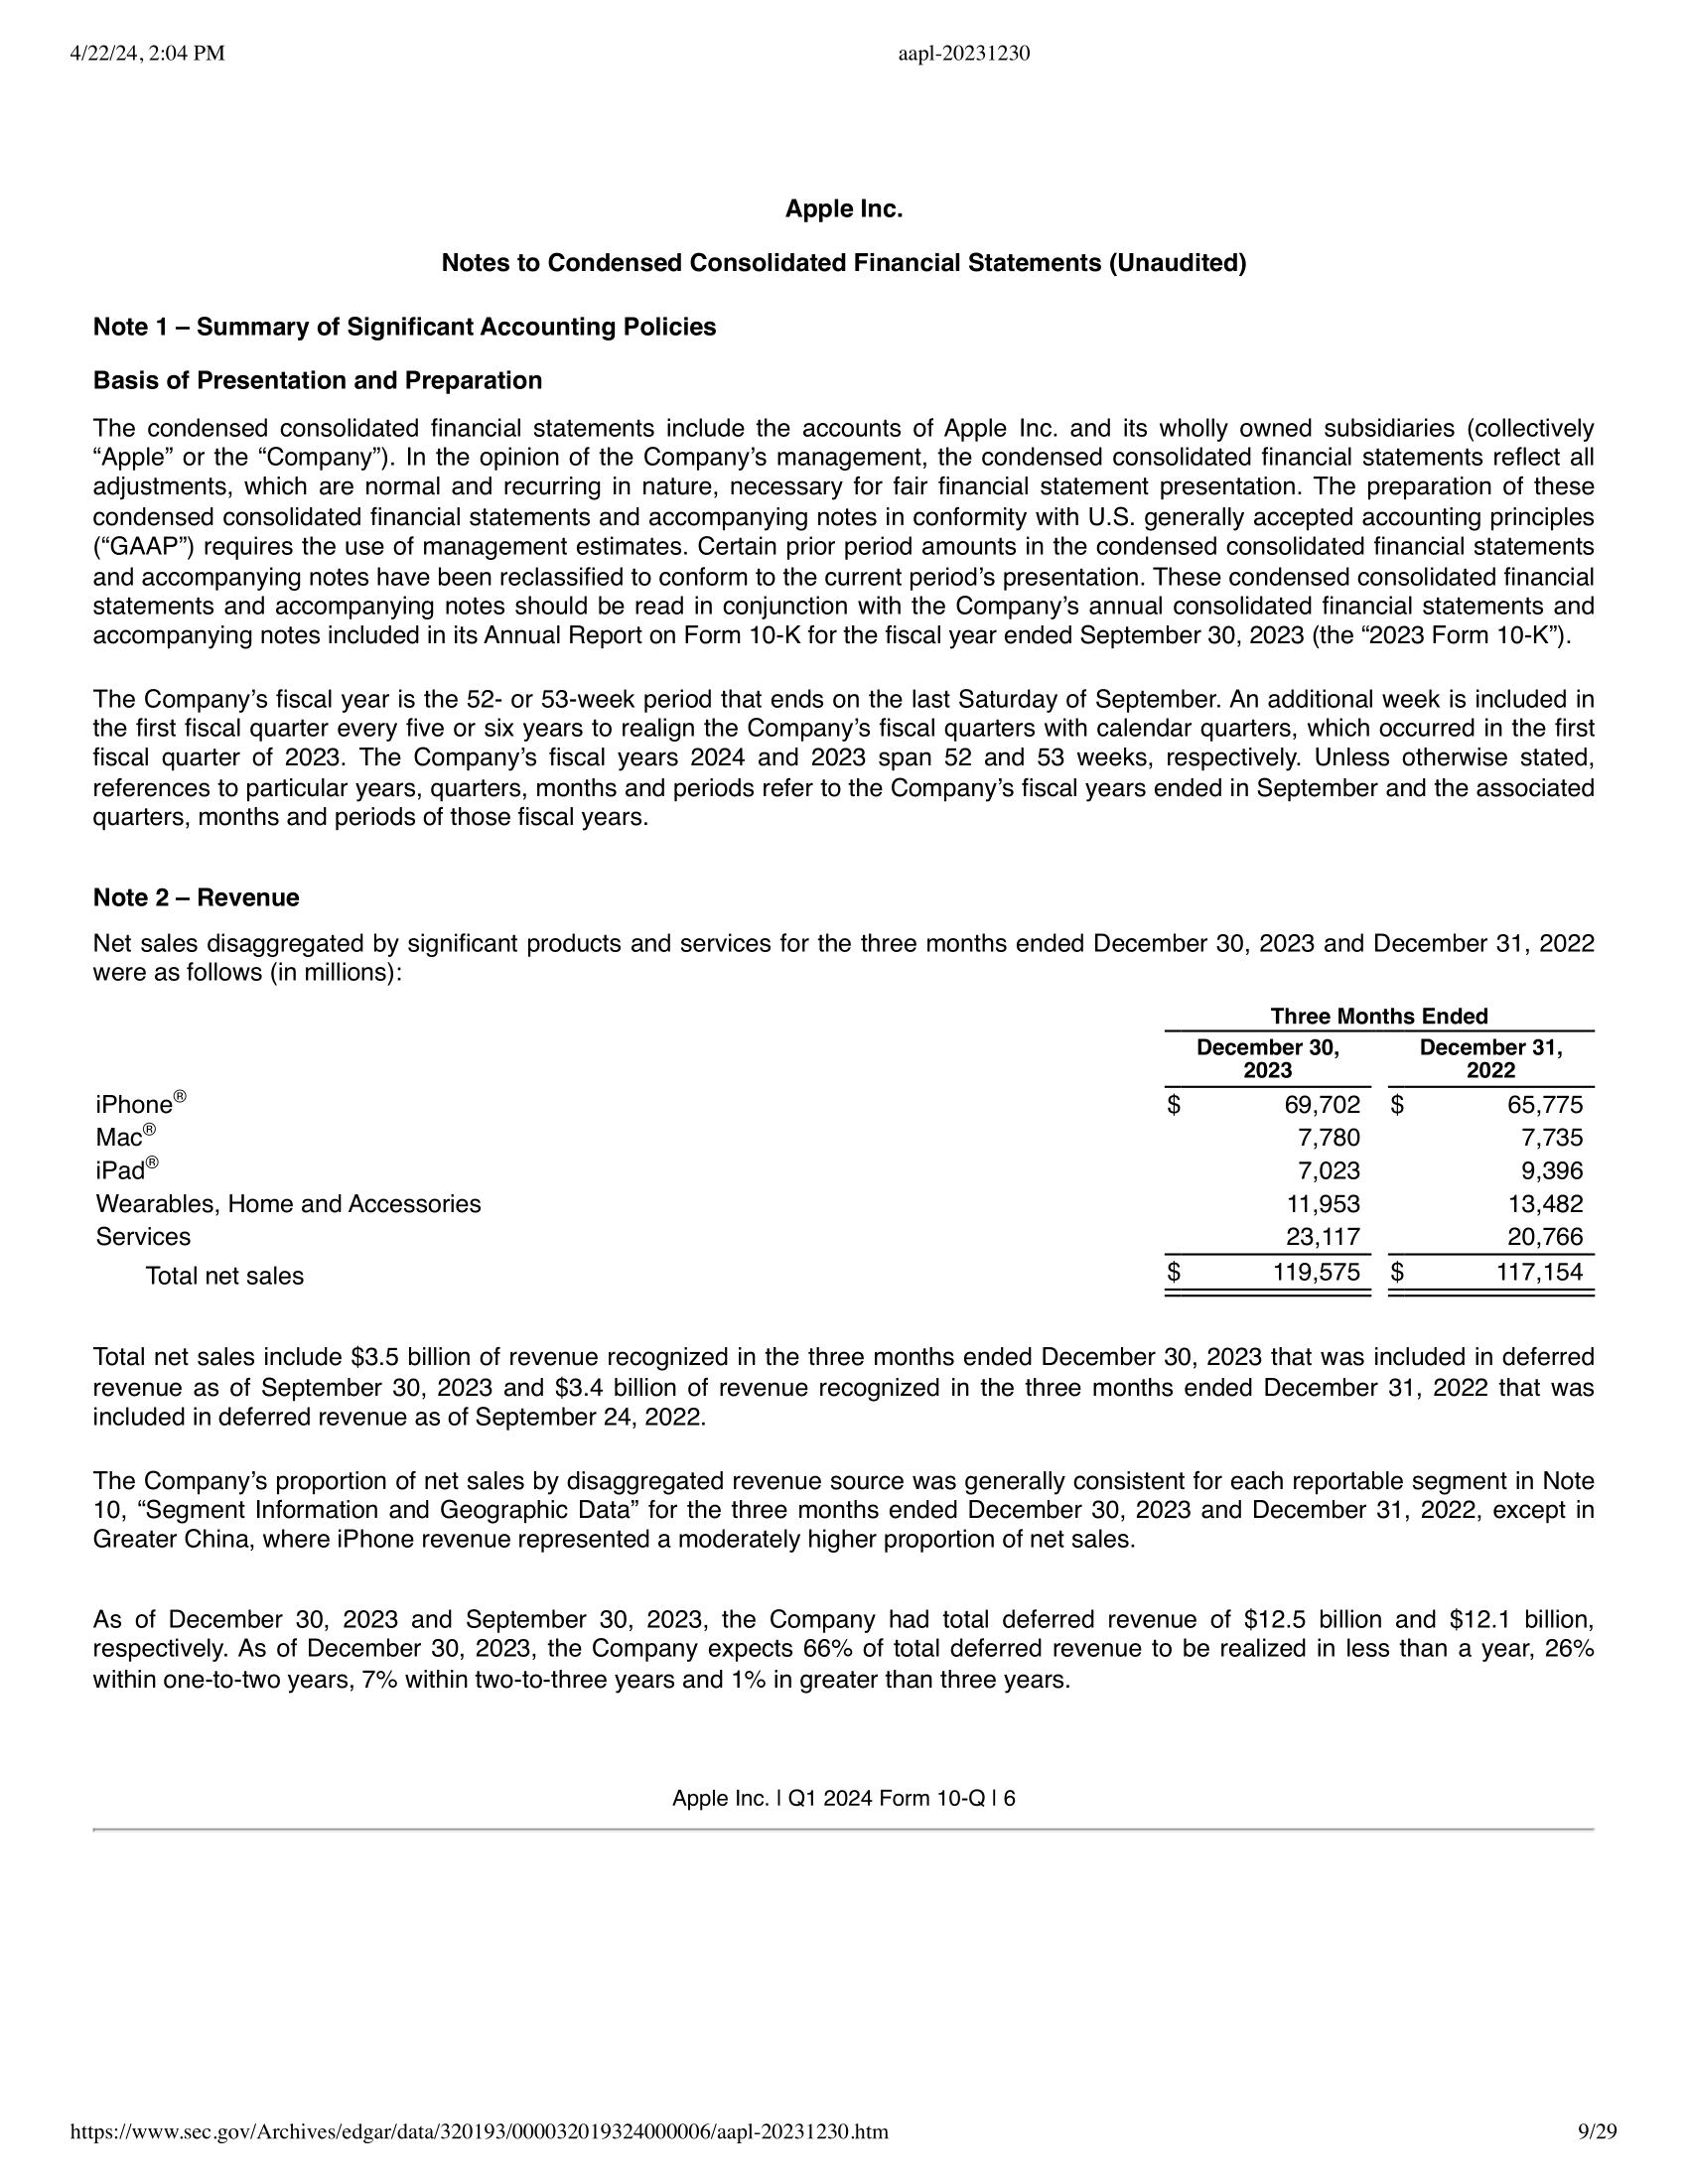 4/22/24, 2:04 PM
aapl-20231230
Apple Inc.
Notes to Condensed Consolidated Financial Statements (Unaudited)
Note 1 – Summary of Significant Accounting Policies
Basis of Presentation and Preparation
The condensed consolidated financial statements include the accounts of Apple Inc. and its wholly owned subsidiaries (collectively
“Apple” or the “Company”). In the opinion of the Company’s management, the condensed consolidated financial statements reflect all
adjustments, which are normal and recurring in nature, necessary for fair financial statement presentation. The preparation of these
condensed consolidated financial statements and accompanying notes in conformity with U.S. generally accepted accounting principles
(“GAAP”) requires the use of management estimates. Certain prior period amounts in the condensed consolidated financial statements
and accompanying notes have been reclassified to conform to the current period’s presentation. These condensed consolidated financial
statements and accompanying notes should be read in conjunction with the Company’s annual consolidated financial statements and
accompanying notes included in its Annual Report on Form 10-K for the fiscal year ended September 30, 2023 (the “2023 Form 10-K”).
The Company’s fiscal year is the 52- or 53-week period that ends on the last Saturday of September. An additional week is included in
the first fiscal quarter every five or six years to realign the Company’s fiscal quarters with calendar quarters, which occurred in the first
fiscal quarter of 2023. The Company’s fiscal years 2024 and 2023 span 52 and 53 weeks, respectively. Unless otherwise stated,
references to particular years, quarters, months and periods refer to the Company’s fiscal years ended in September and the associated
quarters, months and periods of those fiscal years.
Note 2 – Revenue
Net sales disaggregated by significant products and services for the three months ended December 30, 2023 and December 31, 2022
were as follows (in millions):
Three Months Ended
December 30, December 31,
2023 2022
iPhone® $ 69,702 $ 65,775
Mac® 7,780 7,735
iPad® 7,023 9,396
Wearables, Home and Accessories 11,953 13,482
Services 23,117 20,766
Total net sales $ 119,575 $ 117,154
Total net sales include $3.5 billion of revenue recognized in the three months ended December 30, 2023 that was included in deferred
revenue as of September 30, 2023 and $3.4 billion of revenue recognized in the three months ended December 31, 2022 that was
included in deferred revenue as of September 24, 2022.
The Company’s proportion of net sales by disaggregated revenue source was generally consistent for each reportable segment in Note
10, “Segment Information and Geographic Data” for the three months ended December 30, 2023 and December 31, 2022, except in
Greater China, where iPhone revenue represented a moderately higher proportion of net sales.
As of December 30, 2023 and September 30, 2023, the Company had total deferred revenue of $12.5 billion and $12.1 billion,
respectively. As of December 30, 2023, the Company expects 66% of total deferred revenue to be realized in less than a year, 26%
within one-to-two years, 7% within two-to-three years and 1% in greater than three years.
Apple Inc. | Q1 2024 Form 10-Q | 6
https://www.sec.gov/Archives/edgar/data/320193/000032019324000006/aapl-20231230.htm
9/29